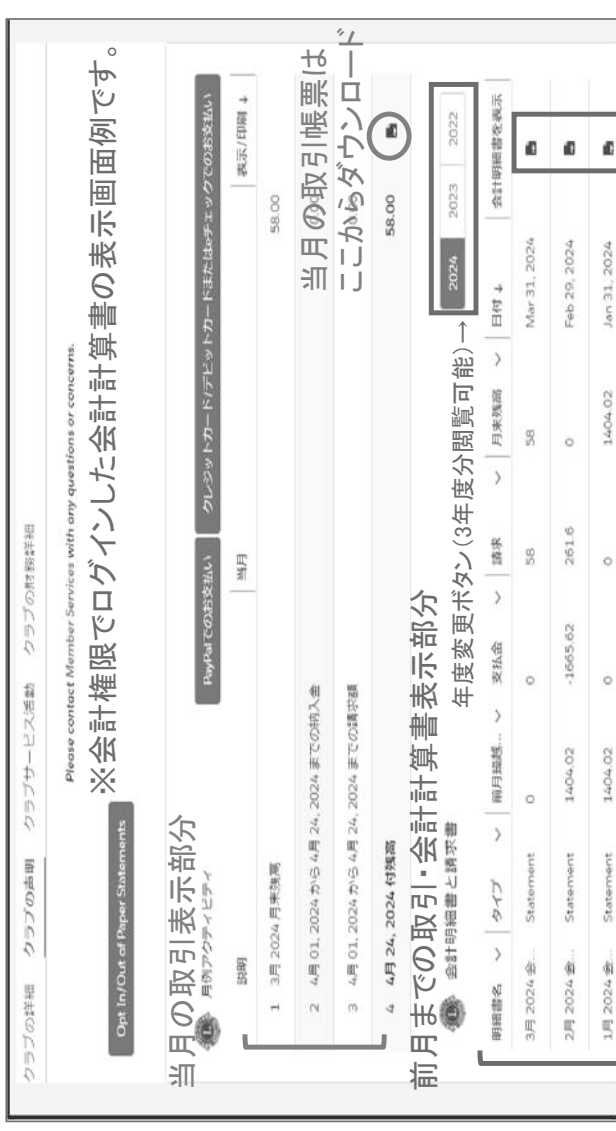 クラブの詳細 クラブの声明 クラブサービス活動 クラブの財務詳細
Please contact Member Services with any questions or concerns.
Opt In/Out of Paper Statements
※会計権限でログインした会計計算書の表示画面例です。
当月の取引表示部分
月例アクティビティ
PayPalでのお支払い クレジットカード/デビットカードまたはeチェックでのお支払い
説明 当月 表示/印刷 ↓
1 3月 2024 月末残高 58.00
2 4月 01, 2024 から 4月 24, 2024 までの納入金
3 4月 01, 2024 から 4月 24, 2024 までの請求額
4 4月 24, 2024 付残高 58.00
当月の取引帳票は
ここからダウンロード
前月までの取引・会計計算書表示部分
会計明細書と請求書
年度変更ボタン(3年度分閲覧可能)→
2024 2023 2022
明細書名 タイプ 前月繰越... 支払金 請求 月末残高 日付 ↓ 会計明細書を表示
3月 2024 会... Statement 0 0 58 58 Mar 31, 2024
2月 2024 会... Statement 1404.02 -1665.62 261.6 0 Feb 29, 2024
1月 2024 会... Statement 1404.02 0 0 1404.02 Jan 31, 2024